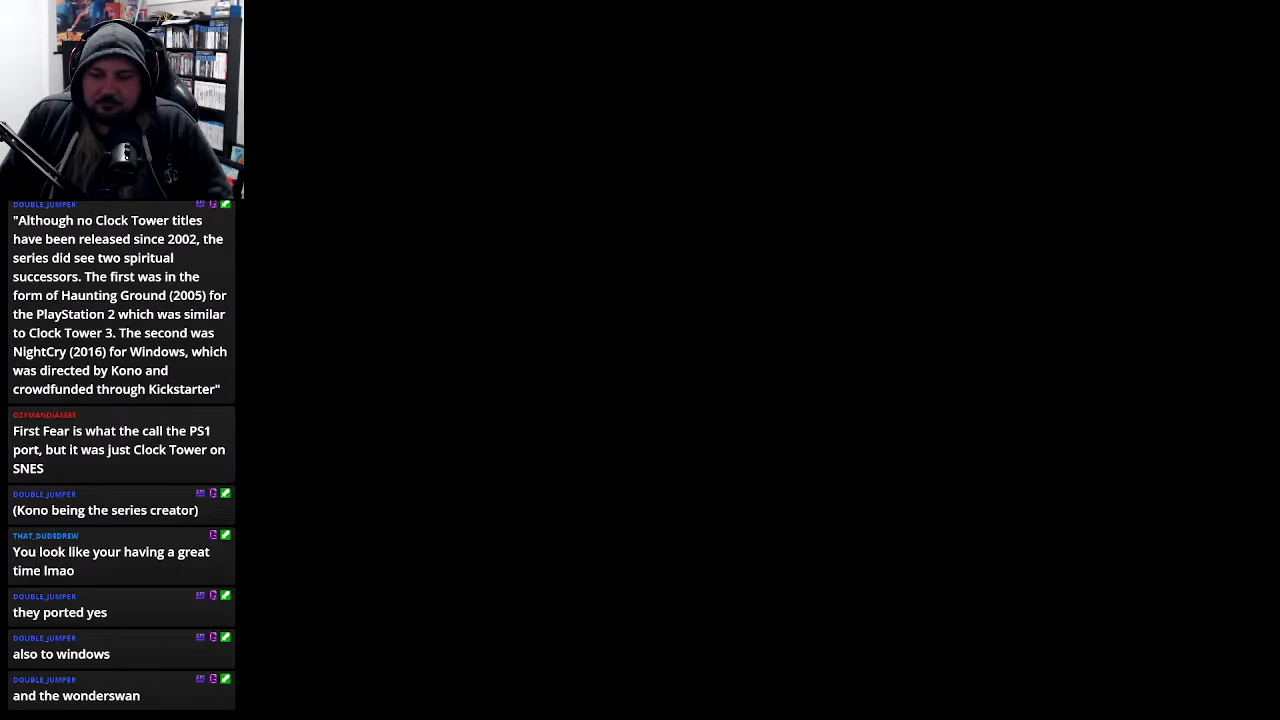 DOUBLE_JUMPER
"Although no Clock Tower titles
have been released since 2002, the
series did see two spiritual
successors. The first was in the
form of Haunting Ground (2005) for
the PlayStation 2 which was similar
to Clock Tower 3. The second was
NightCry (2016) for Windows, which
was directed by Kono and
crowdfunded through Kickstarter"
First Fear is what the call the PS1
port, but it was just Clock Tower on
SNES
DOUBLE_JUMPER
(Kono being the series creator)
THAT_DUDEDREW
You look like your having a great
time lmao
DOUBLE_JUMPER
they ported yes
DOUBLE_JUMPER
also to windows
DOUBLE_JUMPER
and the wonderswan